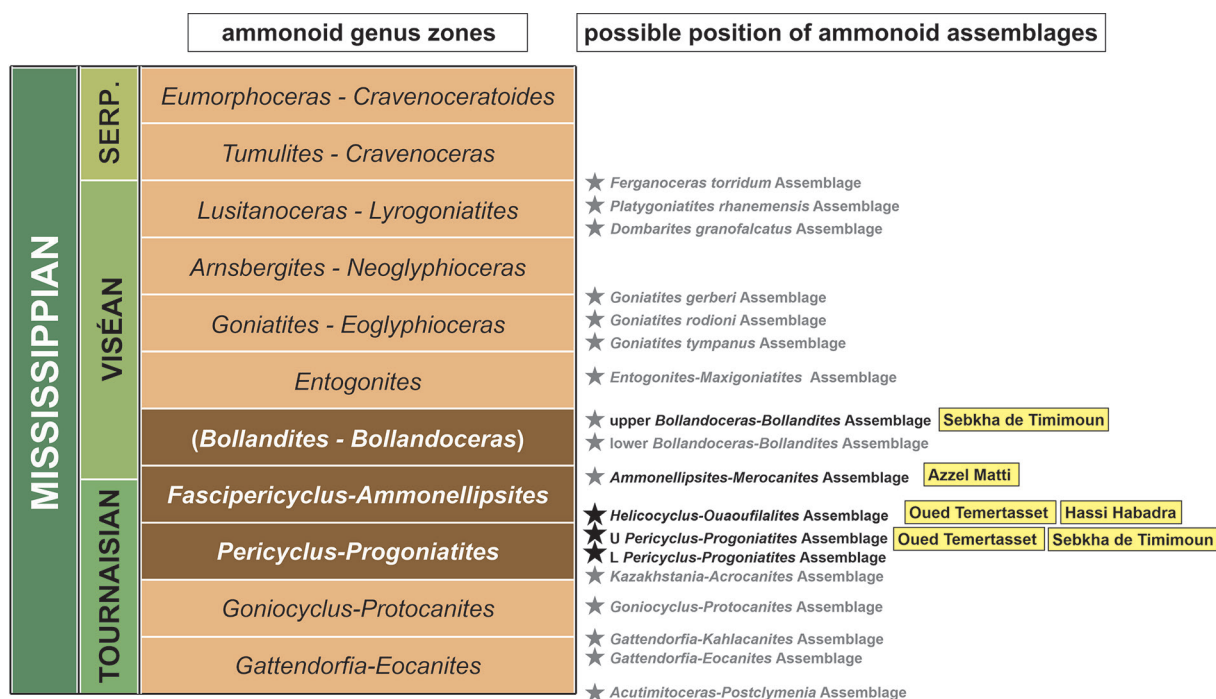 ammonoid genus zones
possible position of ammonoid assemblages
MISSISSIPPIAN
SERP.
VISÉAN
TOURNAISIAN
Eumorphoceras - Cravenoceratoides
Tumulites - Cravenoceras
Lusitanoceras - Lyrogoniatites
Arnsbergites - Neoglyphioceras
Goniatites - Eoglyphioceras
Entogonites
(Bollandites - Bollandoceras)
Fascipericyclus-Ammonellipsites
Pericyclus-Progoniatites
Goniocyclus-Protocanites
Gattendorfia-Eocanites
Ferganoceras torridum Assemblage
Platygoniatites rhanemensis Assemblage
Dombarites granofalcatus Assemblage
Goniatites gerberi Assemblage
Goniatites rodioni Assemblage
Goniatites tympanus Assemblage
Entogonites-Maxigoniatites Assemblage
upper Bollandoceras-Bollandites Assemblage Sebkha de Timimoun
lower Bollandoceras-Bollandites Assemblage
Ammonellipsites-Merocanites Assemblage Azzel Matti
Helicocyclus-Ouaoufilalites Assemblage Oued Temertasset Hassi Habadra
U Pericyclus-Progoniatites Assemblage Oued Temertasset Sebkha de Timimoun
L Pericyclus-Progoniatites Assemblage
Kazakhstania-Acrocanites Assemblage
Goniocyclus-Protocanites Assemblage
Gattendorfia-Kahlacanites Assemblage
Gattendorfia-Eocanites Assemblage
Acutimitoceras-Postclymenia Assemblage